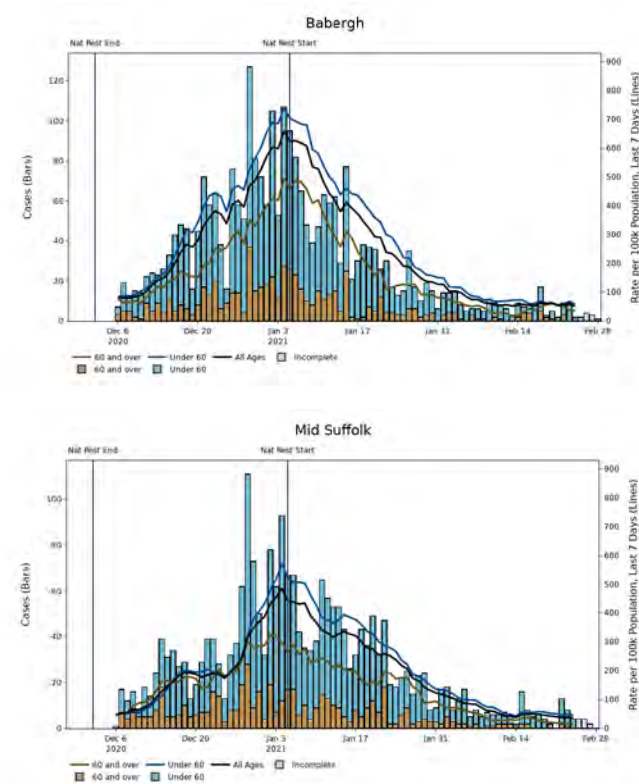 Babergh
Nat Rest End Nat Rest Start
Cases (Bars)
120
100
80
60
40
20
0
Rate per 100k Population, Last 7 Days (Lines)
900
800
700
600
500
400
300
200
100
0
Dec 6 Dec 20 Jan 3 Jan 17 Jan 31 Feb 14 Feb 28
2020 2021
60 and over Under 60 All Ages Incomplete
60 and over Under 60
Mid Suffolk
Nat Rest End Nat Rest Start
Cases (Bars)
100
80
60
40
20
0
Rate per 100k Population, Last 7 Days (Lines)
900
800
700
600
500
400
300
200
100
0
Dec 6 Dec 20 Jan 3 Jan 17 Jan 31 Feb 14 Feb 28
2020 2021
60 and over Under 60 All Ages Incomplete
60 and over Under 60